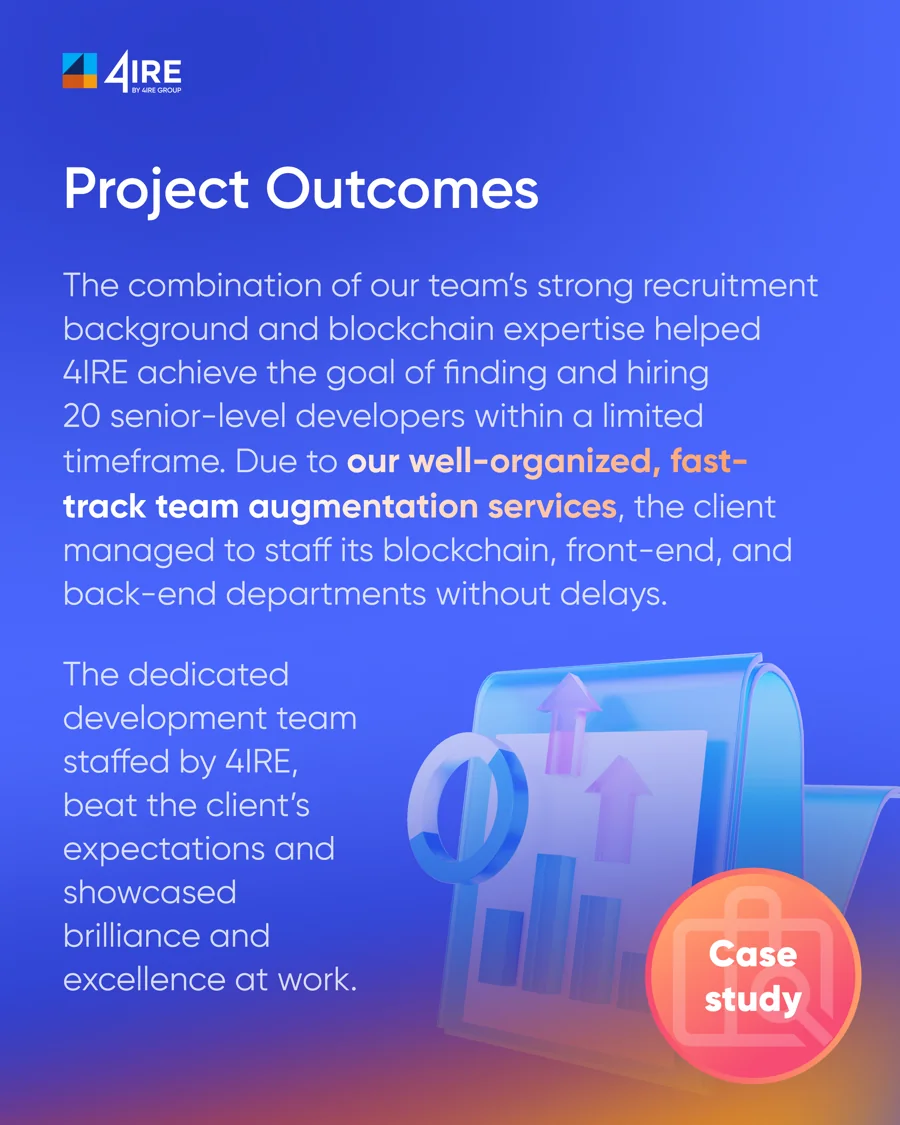 4IRE
BY 4IRE GROUP
Project Outcomes
The combination of our team's strong recruitment
background and blockchain expertise helped
4IRE achieve the goal of finding and hiring
20 senior-level developers within a limited
timeframe. Due to our well-organized, fast-
track team augmentation services, the client
managed to staff its blockchain, front-end, and
back-end departments without delays.
The dedicated
development team
staffed by 4IRE,
beat the client's
expectations and
showcased
brilliance and
excellence at work.
Case
study